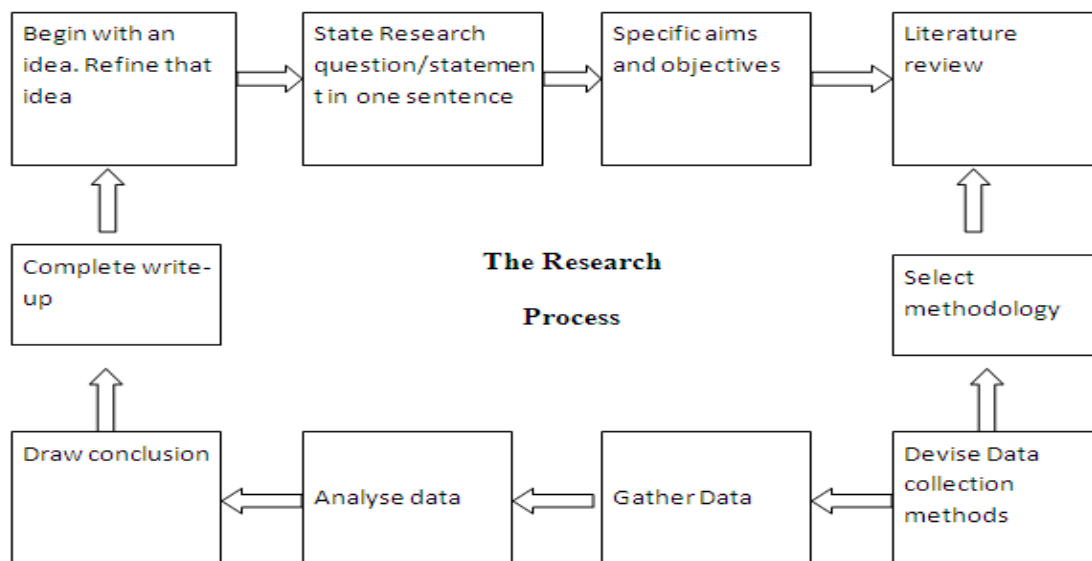 Begin with an
idea. Refine that
idea
State Research
question/statemen
t in one sentence
Specific aims
and objectives
Literature
review
Complete write-
up
The Research
Process
Select
methodology
Draw conclusion
Analyse data
Gather Data
Devise Data
collection
methods